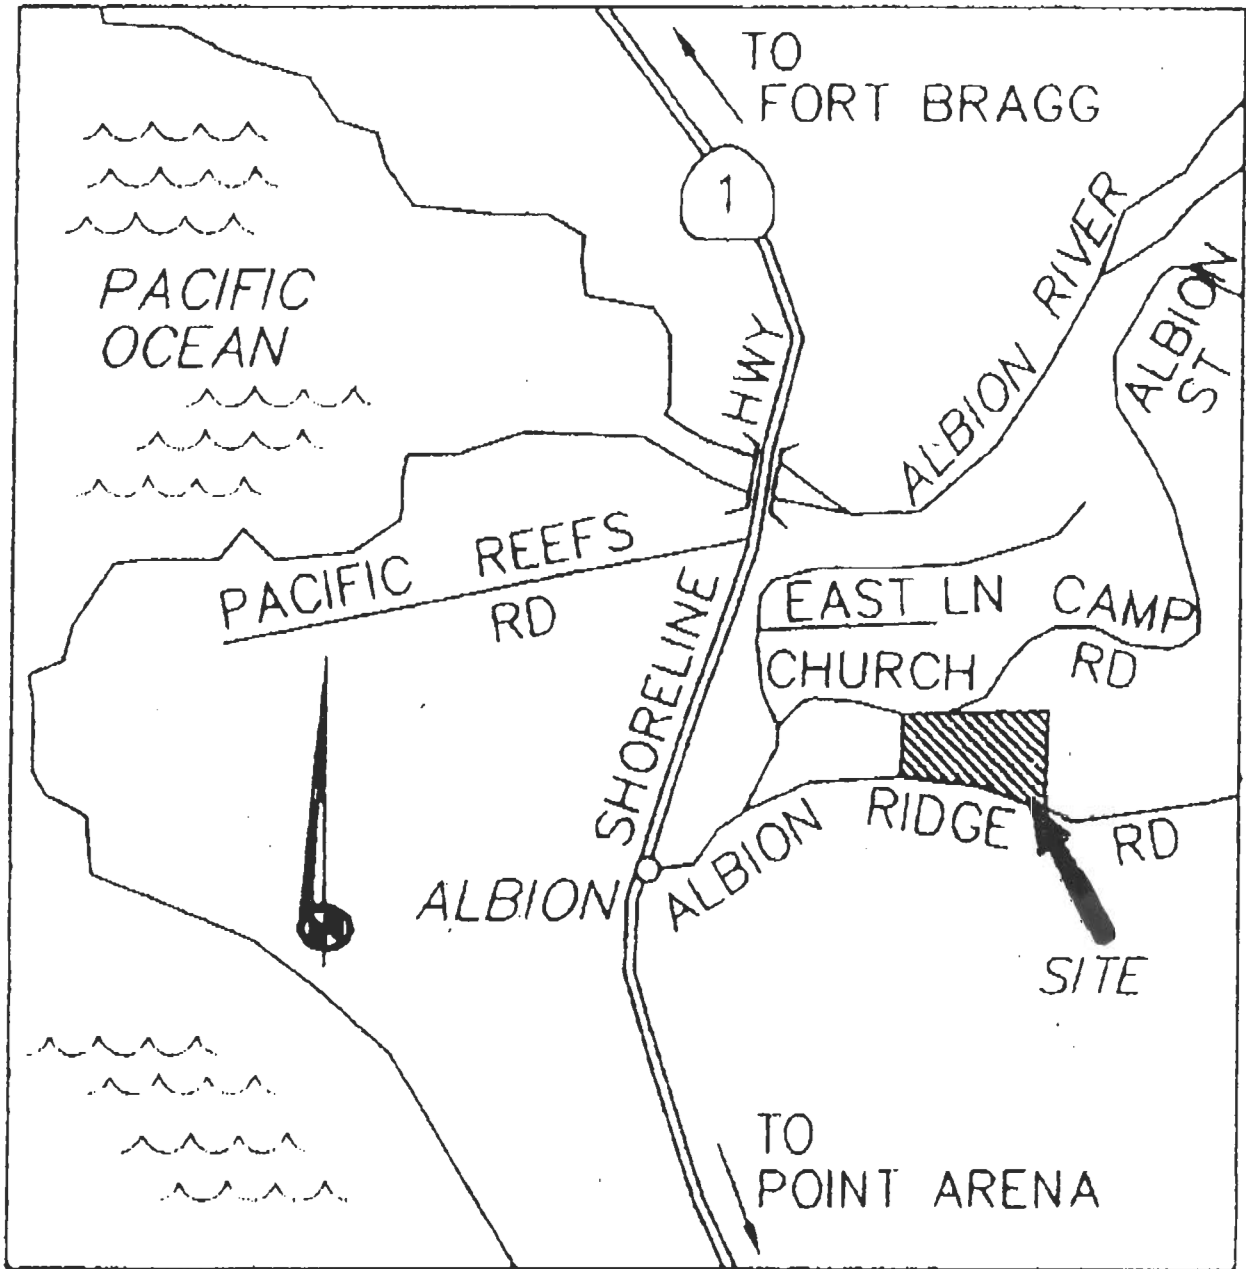 TO
FORT BRAGG
1
PACIFIC
OCEAN
HWY
ALBION RIVER
ALBION
ST
PACIFIC REEFS
RD
SHORELINE
EAST LN
CAMP
RD
CHURCH
ALBION RIDGE RD
ALBION
SITE
TO
POINT ARENA